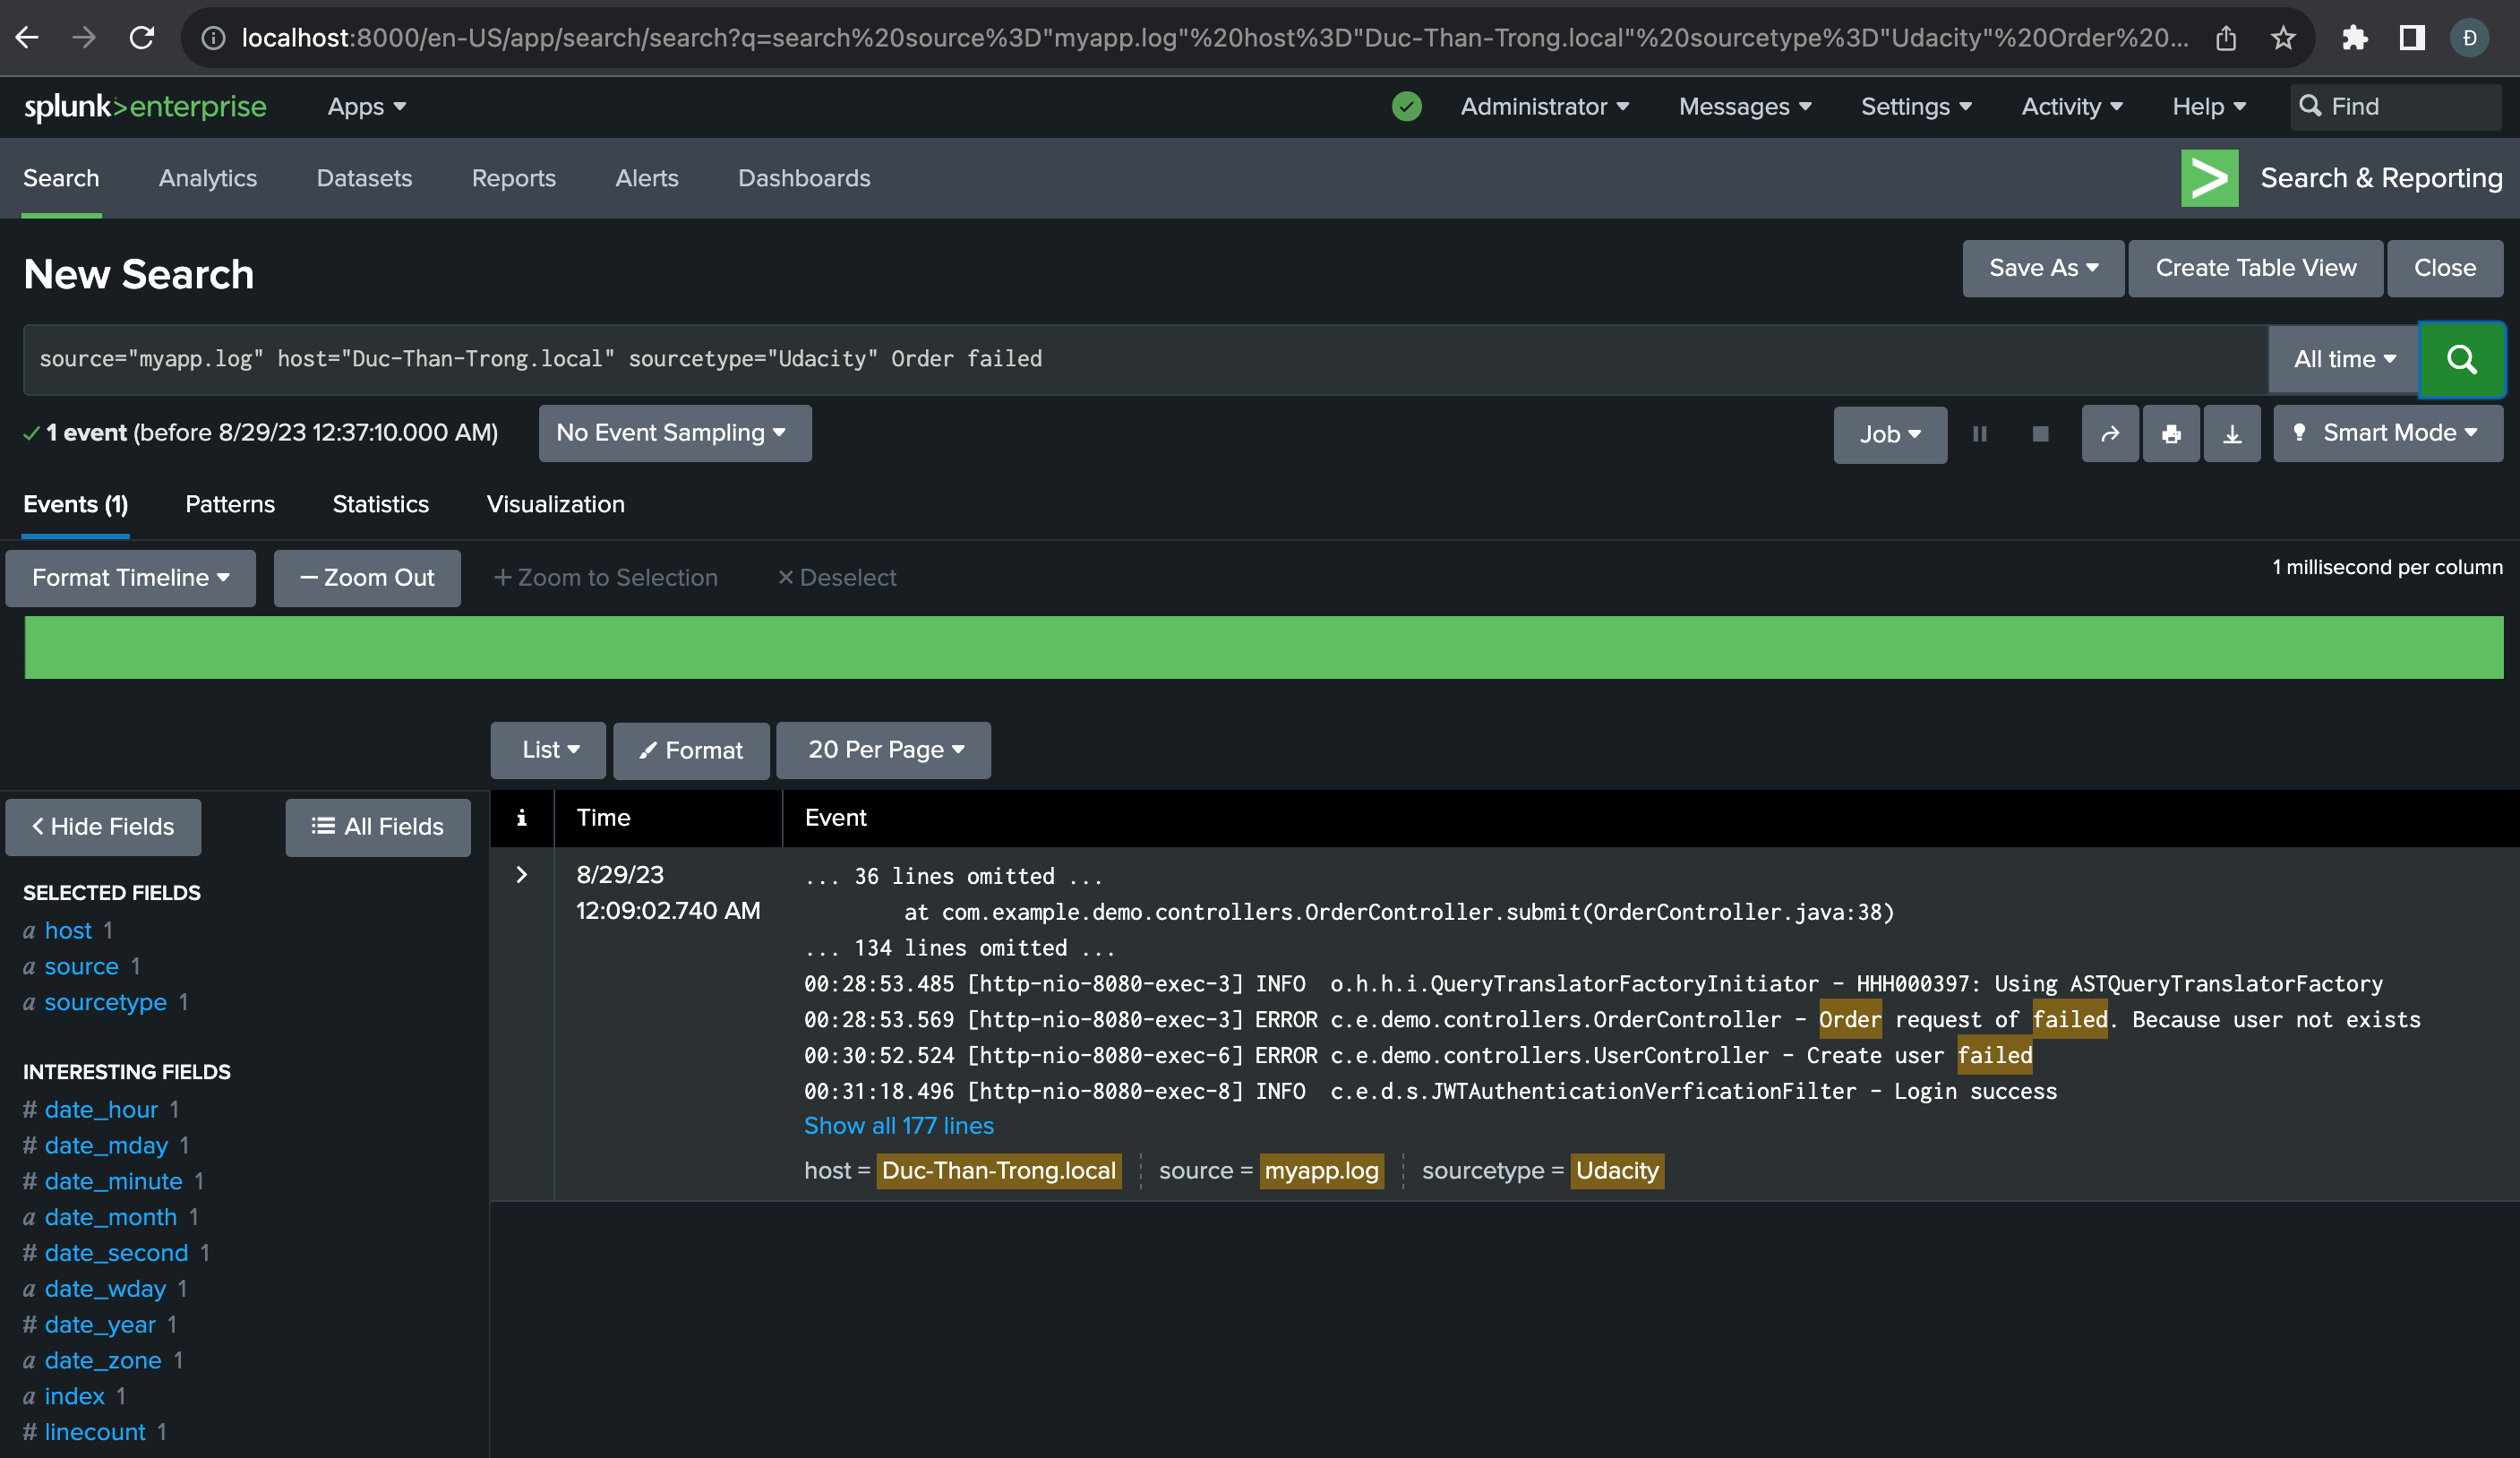 localhost:8000/en-US/app/search/search?q=search%20source%3D"myapp.log"%20host%3D"Duc-Than-Trong.local"%20sourcetype%3D"Udacity"%20Order%20... Đ
splunk>enterprise Apps Administrator Messages Settings Activity Help Find
Search Analytics Datasets Reports Alerts Dashboards Search & Reporting
New Search Save As Create Table View Close
source="myapp.log" host="Duc-Than-Trong.local" sourcetype="Udacity" Order failed All time
1 event (before 8/29/23 12:37:10.000 AM) No Event Sampling Job Smart Mode
Events (1) Patterns Statistics Visualization
Format Timeline — Zoom Out + Zoom to Selection × Deselect 1 millisecond per column
List Format 20 Per Page
< Hide Fields All Fields
SELECTED FIELDS
a host 1
a source 1
a sourcetype 1
INTERESTING FIELDS
# date_hour 1
# date_mday 1
# date_minute 1
a date_month 1
# date_second 1
a date_wday 1
# date_year 1
a date_zone 1
a index 1
# linecount 1
i Time Event
> 8/29/23
12:09:02.740 AM
... 36 lines omitted ...
at com.example.demo.controllers.OrderController.submit(OrderController.java:38)
... 134 lines omitted ...
00:28:53.485 [http-nio-8080-exec-3] INFO o.h.h.i.QueryTranslatorFactoryInitiator - HHH000397: Using ASTQueryTranslatorFactory
00:28:53.569 [http-nio-8080-exec-3] ERROR c.e.demo.controllers.OrderController - Order request of failed. Because user not exists
00:30:52.524 [http-nio-8080-exec-6] ERROR c.e.demo.controllers.UserController - Create user failed
00:31:18.496 [http-nio-8080-exec-8] INFO c.e.d.s.JWTAuthenticationVerficationFilter - Login success
Show all 177 lines
host = Duc-Than-Trong.local source = myapp.log sourcetype = Udacity